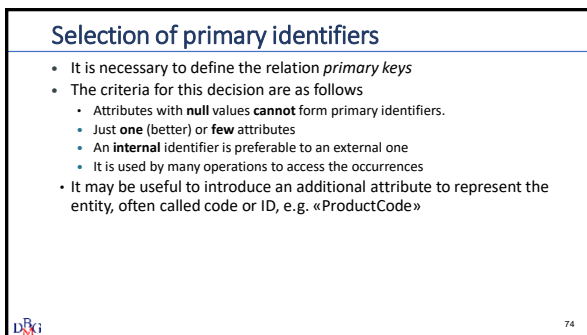 Selection of primary identifiers
• It is necessary to define the relation primary keys
• The criteria for this decision are as follows
• Attributes with null values cannot form primary identifiers.
• Just one (better) or few attributes
• An internal identifier is preferable to an external one
• It is used by many operations to access the occurrences
• It may be useful to introduce an additional attribute to represent the
entity, often called code or ID, e.g. «ProductCode»
DBMG
74